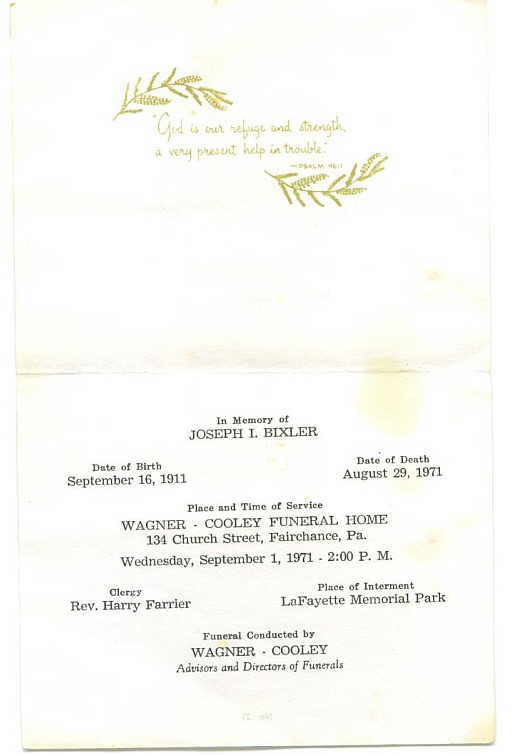 "God is our refuge and strength,
a very present help in trouble."
—PSALM 46:1
In Memory of
JOSEPH I. BIXLER
Date of Birth
September 16, 1911
Date of Death
August 29, 1971
Place and Time of Service
WAGNER - COOLEY FUNERAL HOME
134 Church Street, Fairchance, Pa.
Wednesday, September 1, 1971 - 2:00 P. M.
Clergy
Rev. Harry Farrier
Place of Interment
LaFayette Memorial Park
Funeral Conducted by
WAGNER - COOLEY
Advisors and Directors of Funerals